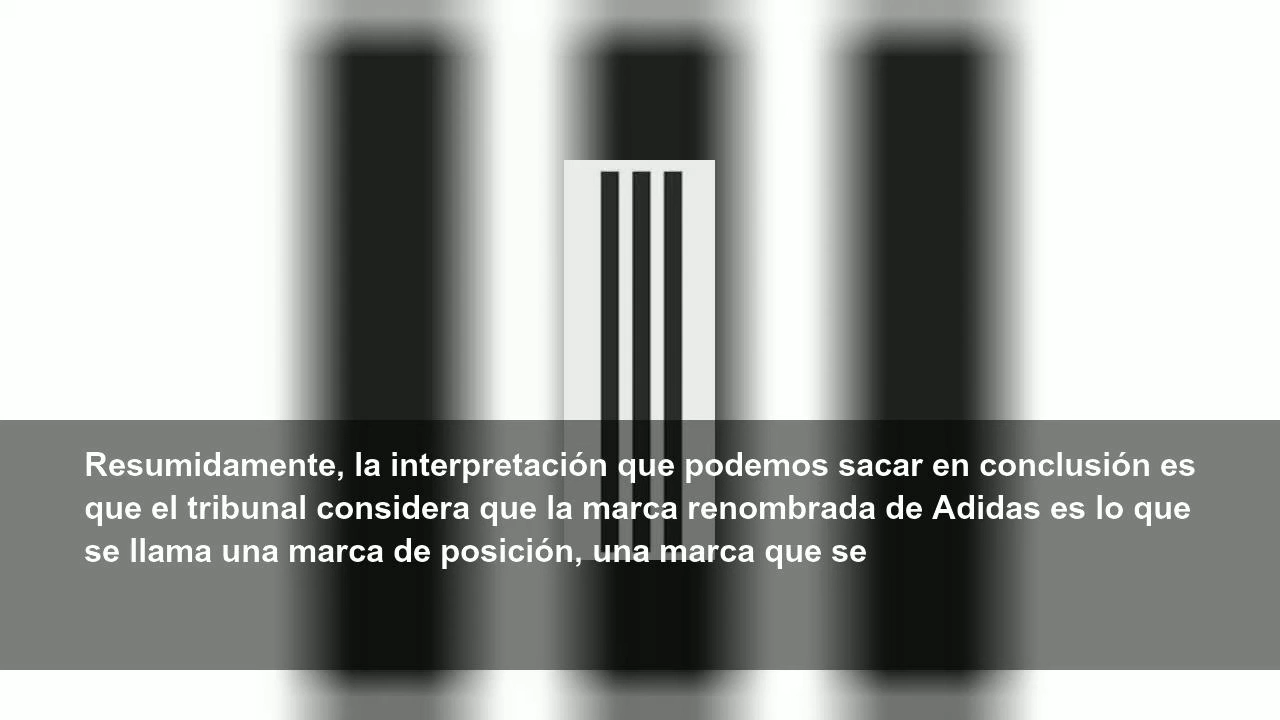 Resumidamente, la interpretación que podemos sacar en conclusión es
que el tribunal considera que la marca renombrada de Adidas es lo que
se llama una marca de posición, una marca que se